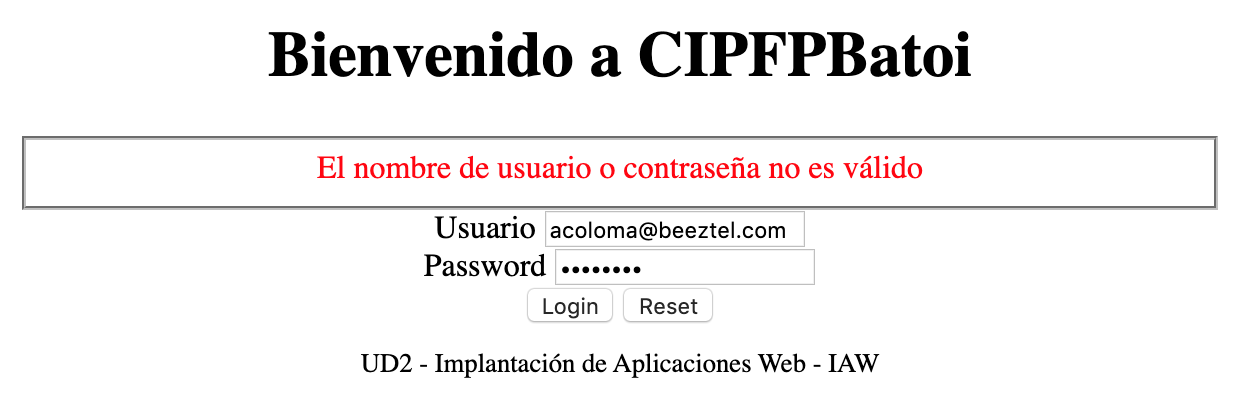 Bienvenido a CIPFPBatoi
El nombre de usuario o contraseña no es válido
Usuario acoloma@beeztel.com
Password ••••••••
Login Reset
UD2 - Implantación de Aplicaciones Web - IAW